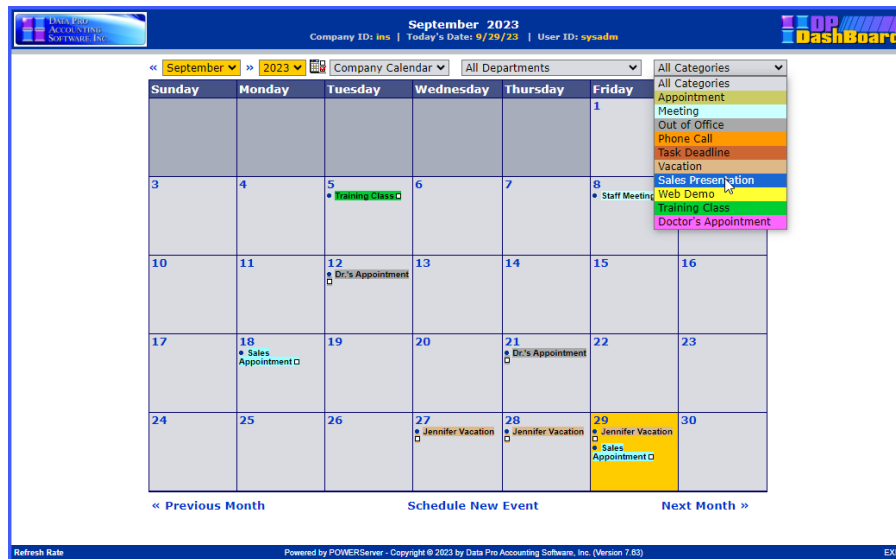 DATA PRO
ACCOUNTING
SOFTWARE, INC
September 2023
Company ID: ins | Today's Date: 9/29/23 | User ID: sysadm
DP
DashBoard
« September » 2023 Company Calendar All Departments All Categories
All Categories
Appointment
Meeting
Out of Office
Phone Call
Task Deadline
Vacation
Sales Presentation
Web Demo
Training Class
Doctor's Appointment
Sunday Monday Tuesday Wednesday Thursday Friday
1
3 4 5 6 7 8
Training Class
Staff Meeting
10 11 12 13 14 15 16
Dr.'s Appointment
17 18 19 20 21 22 23
Sales
Appointment
Dr.'s Appointment
24 25 26 27 28 29 30
Jennifer Vacation
Jennifer Vacation
Jennifer Vacation
Sales
Appointment
« Previous Month Schedule New Event Next Month »
Refresh Rate Powered by POWERServer - Copyright © 2023 by Data Pro Accounting Software, Inc. (Version 7.63)